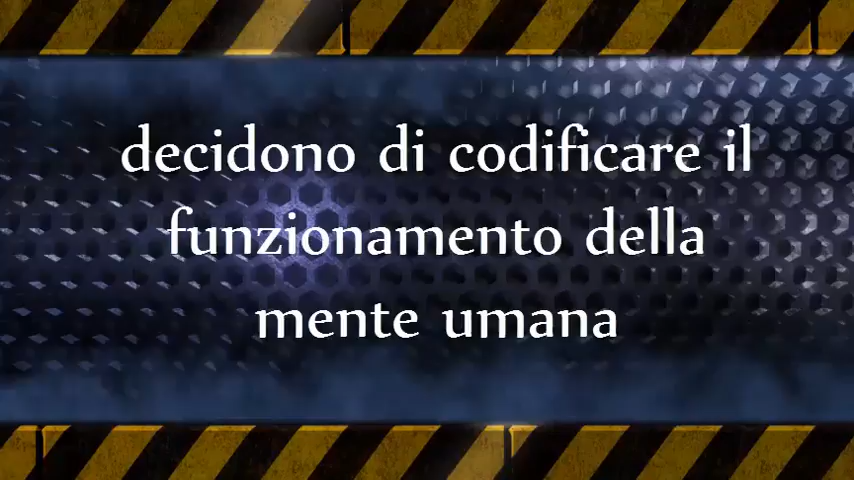 decidono di codificare il
funzionamento della
mente umana